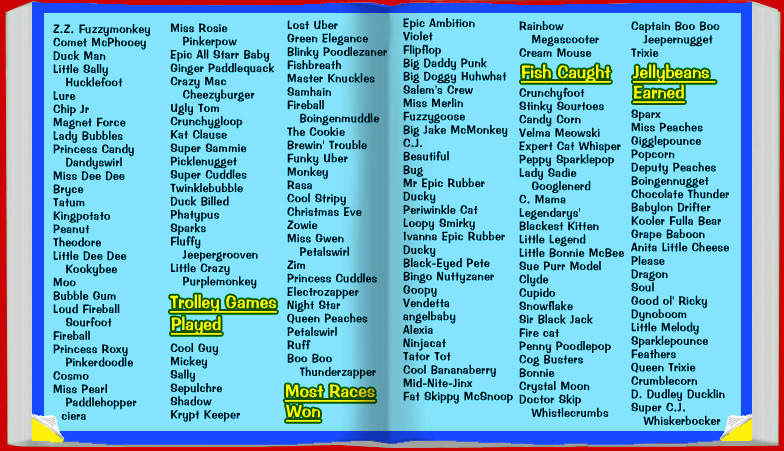 Z.Z. Fuzzymonkey
Comet McPhooey
Duck Man
Little Sally
Hucklefoot
Lure
Chip Jr
Magnet Force
Lady Bubbles
Princess Candy
Dandyswirl
Miss Dee Dee
Bryce
Tatum
Kingpotato
Peanut
Theodore
Little Dee Dee
Kookybee
Moo
Bubble Gum
Loud Fireball
Sourfoot
Fireball
Princess Roxy
Pinkerdoodle
Cosmo
Miss Pearl
Paddlehopper
ciera
Miss Rosie
Pinkerpow
Epic All Starr Baby
Ginger Paddlequack
Crazy Mac
Cheezyburger
Ugly Tom
Crunchygloop
Kat Clause
Super Sammie
Picklenugget
Super Cuddles
Twinklebubble
Duck Billed
Phatypus
Sparks
Fluffy
Jeepergrooven
Little Crazy
Purplemonkey
Trolley Games
Played
Cool Guy
Mickey
Sally
Sepulchre
Shadow
Krypt Keeper
Lost Uber
Green Elegance
Blinky Poodlezaner
Fishbreath
Master Knuckles
Samhain
Fireball
Boingenmuddle
The Cookie
Brewin' Trouble
Funky Uber
Monkey
Rasa
Cool Stripy
Christmas Eve
Zowie
Miss Gwen
Petalswirl
Zim
Princess Cuddles
Electrozapper
Night Star
Queen Peaches
Petalswirl
Ruff
Boo Boo
Thunderzapper
Most Races
Won
Epic Ambition
Violet
Flipflop
Big Daddy Punk
Big Doggy Huhwhat
Salem's Crew
Miss Merlin
Fuzzygoose
Big Jake McMonkey
C.J.
Beautiful
Bug
Mr Epic Rubber
Ducky
Periwinkle Cat
Loopy Smirky
Ivanna Epic Rubber
Ducky
Black-Eyed Pete
Bingo Nuttyzaner
Goopy
Vendetta
angelbaby
Alexia
Ninjacat
Tator Tot
Cool Bananaberry
Mid-Nite-Jinx
Fat Skippy McSnoop
Rainbow
Megascooter
Cream Mouse
Fish Caught
Crunchyfoot
Stinky Sourtoes
Candy Corn
Velma Meowski
Expert Cat Whisper
Peppy Sparklepop
Lady Sadie
Googlenerd
C. Mama
Legendarys'
Blackest Kitten
Little Legend
Little Bonnie McBee
Sue Purr Model
Clyde
Cupido
Snowflake
Sir Black Jack
Fire cat
Penny Poodlepop
Cog Busters
Bonnie
Crystal Moon
Doctor Skip
Whistlecrumbs
Captain Boo Boo
Jeepernugget
Trixie
Jellybeans
Earned
Sparx
Miss Peaches
Gigglepounce
Popcorn
Deputy Peaches
Boingennugget
Chocolate Thunder
Babylon Drifter
Kooler Fulla Bear
Grape Baboon
Anita Little Cheese
Please
Dragon
Soul
Good ol' Ricky
Dynoboom
Little Melody
Sparklepounce
Feathers
Queen Trixie
Crumblecorn
D. Dudley Ducklin
Super C.J.
Whiskerbocker